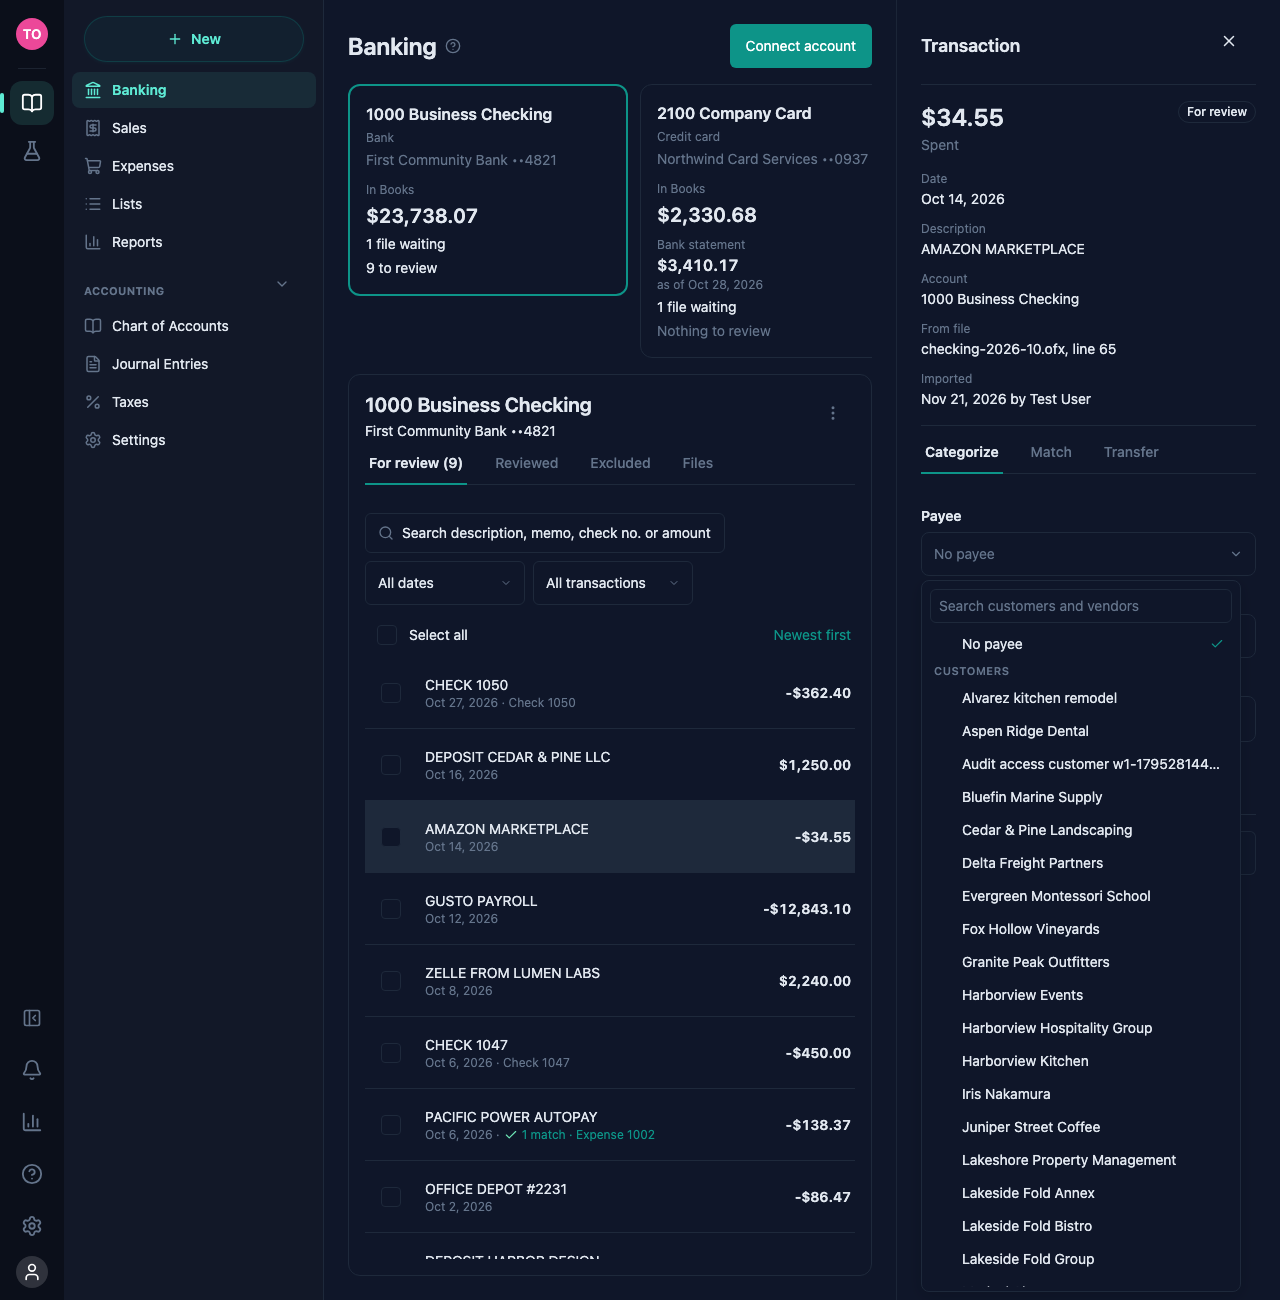 TO
New
Banking
Sales
Expenses
Lists
Reports
ACCOUNTING
Chart of Accounts
Journal Entries
Taxes
Settings
Banking
Connect account
1000 Business Checking
Bank
First Community Bank ••4821
In Books
$23,738.07
1 file waiting
9 to review
2100 Company Card
Credit card
Northwind Card Services ••0937
In Books
$2,330.68
Bank statement
$3,410.17
as of Oct 28, 2026
1 file waiting
Nothing to review
1000 Business Checking
First Community Bank ••4821
For review (9)
Reviewed
Excluded
Files
Search description, memo, check no. or amount
All dates
All transactions
Select all
Newest first
CHECK 1050
Oct 27, 2026 · Check 1050
-$362.40
DEPOSIT CEDAR & PINE LLC
Oct 16, 2026
$1,250.00
AMAZON MARKETPLACE
Oct 14, 2026
-$34.55
GUSTO PAYROLL
Oct 12, 2026
-$12,843.10
ZELLE FROM LUMEN LABS
Oct 8, 2026
$2,240.00
CHECK 1047
Oct 6, 2026 · Check 1047
-$450.00
PACIFIC POWER AUTOPAY
Oct 6, 2026 · 1 match · Expense 1002
-$138.37
OFFICE DEPOT #2231
Oct 2, 2026
-$86.47
DEPOSIT HARBOR DESIGN
Transaction
$34.55
For review
Spent
Date
Oct 14, 2026
Description
AMAZON MARKETPLACE
Account
1000 Business Checking
From file
checking-2026-10.ofx, line 65
Imported
Nov 21, 2026 by Test User
Categorize
Match
Transfer
Payee
No payee
Search customers and vendors
No payee
CUSTOMERS
Alvarez kitchen remodel
Aspen Ridge Dental
Audit access customer w1-179528144...
Bluefin Marine Supply
Cedar & Pine Landscaping
Delta Freight Partners
Evergreen Montessori School
Fox Hollow Vineyards
Granite Peak Outfitters
Harborview Events
Harborview Hospitality Group
Harborview Kitchen
Iris Nakamura
Juniper Street Coffee
Lakeshore Property Management
Lakeside Fold Annex
Lakeside Fold Bistro
Lakeside Fold Group